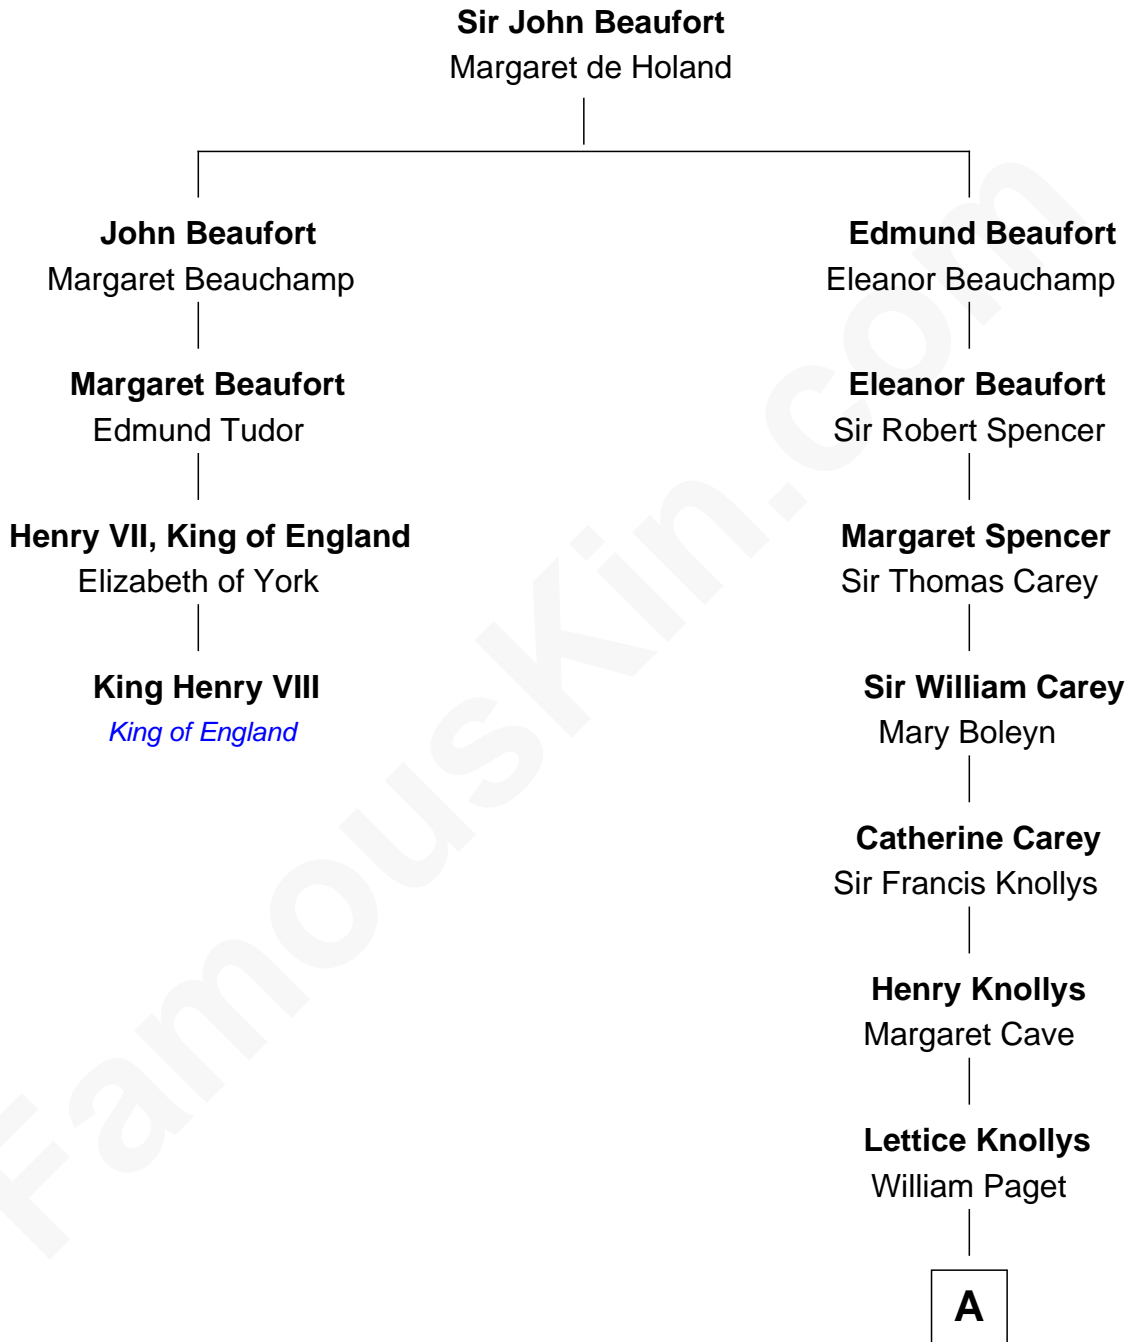 Sir John Beaufort
Margaret de Holand
John Beaufort
Margaret Beauchamp
Edmund Beaufort
Eleanor Beauchamp
Margaret Beaufort
Edmund Tudor
Eleanor Beaufort
Sir Robert Spencer
Henry VII, King of England
Elizabeth of York
Margaret Spencer
Sir Thomas Carey
King Henry VIII
King of England
Sir William Carey
Mary Boleyn
Catherine Carey
Sir Francis Knollys
Henry Knollys
Margaret Cave
Lettice Knollys
William Paget
A
FamousKin.com